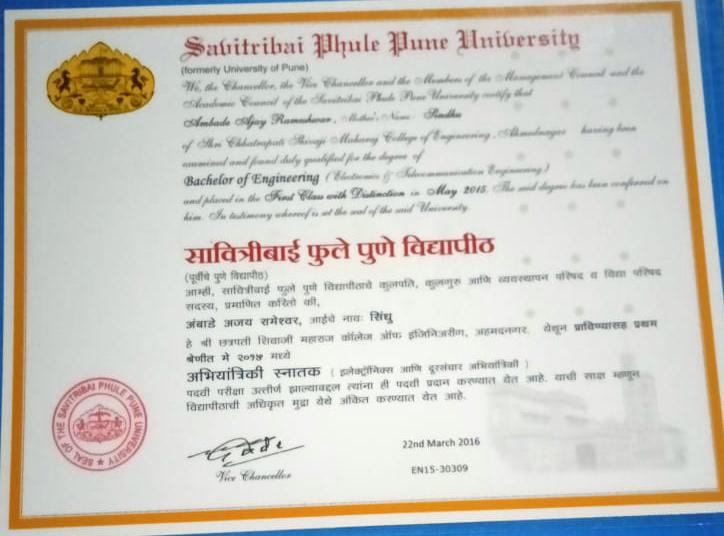 Savitribai Phule Pune University
(formerly University of Pune)
We, the Chancellor, the Vice Chancellor and the Members of the Management Council and the
Academic Council of the Savitribai Phule Pune University certify that
Ambade Ajay Rameshwar, Mother's Name : Sindhu
of Shri Chhatrapati Shivaji Maharaj College of Engineering, Ahmednagar having been
examined and found duly qualified for the degree of
Bachelor of Engineering (Electronics & Telecommunication Engineering)
and placed in the First Class with Distinction in May 2015. The said degree has been conferred on
him. In testimony whereof is set the seal of the said University.
सावित्रीबाई फुले पुणे विद्यापीठ
(पूर्वीचे पुणे विद्यापीठ)
आम्ही, सावित्रीबाई फुले पुणे विद्यापीठाचे कुलपति, कुलगुरु आणि व्यवस्थापन परिषद व विद्या परिषद
सदस्य, प्रमाणित करितो की,
अंबाडे अजय रामेश्वर, आईचे नावः सिंधु
हे श्री छत्रपती शिवाजी महाराज कॉलेज ऑफ इंजिनिअरींग, अहमदनगर. येथून प्राविण्यासह प्रथम
श्रेणीत मे २०१५ मध्ये
अभियांत्रिकी स्नातक ( इलेक्ट्रॉनिक्स आणि दूरसंचार अभियांत्रिकी )
पदवी परीक्षा उत्तीर्ण झाल्याबद्दल त्यांना ही पदवी प्रदान करण्यात येत आहे. याची साक्ष म्हणून
विद्यापीठाची अधिकृत मुद्रा येथे अंकित करण्यात येत आहे.
SEAL OF THE SAVITRIBAI PHULE PUNE UNIVERSITY
22nd March 2016
Vice Chancellor
EN15-30309